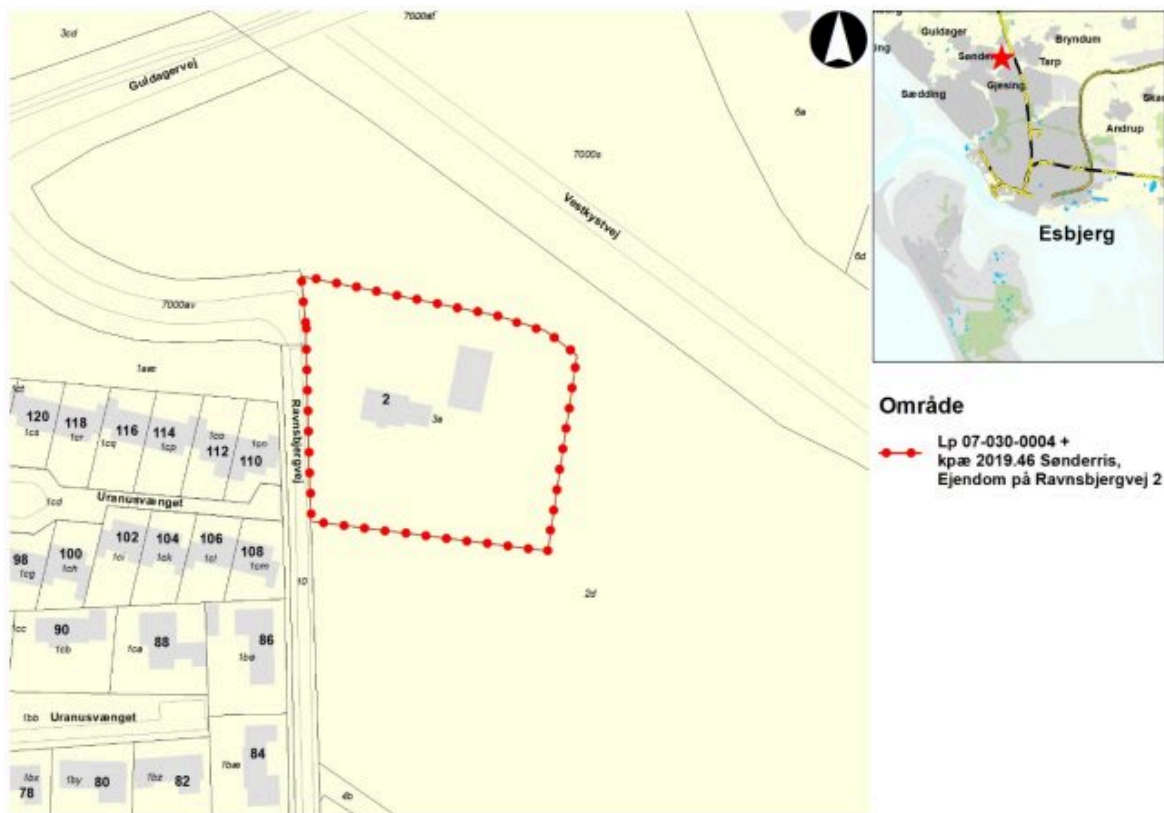 7000af
3cd
Guldagervej
6a
7000s
Vestkystvej
6d
7000av
1aæ
2
3a
Ravnsbjergvej
120
118
116
114
112
110
1cs
1cr
1cq
1cp
1co
1cn
Uranusvænget
1cd
98
100
102
104
106
108
1cg
1ch
1ci
1ck
1cl
1cm
10
2d
1cc
90
1cb
1ca
88
86
1bø
1bb
Uranusvænget
84
1bæ
1bx
78
1by
80
1bz
82
4b
Guldager
Bryndum
Tarp
Gjesing
Sædding
Andrup
Esbjerg
Område
Lp 07-030-0004 +
kpæ 2019.46 Sønderris,
Ejendom på Ravnsbjergvej 2